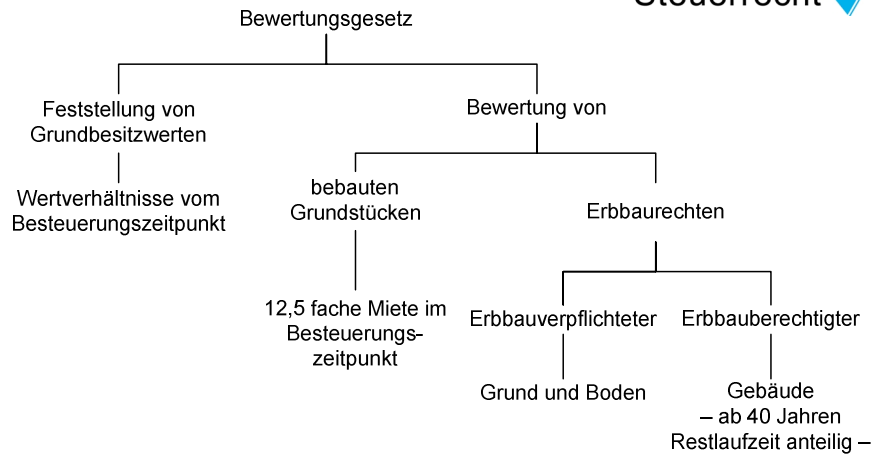 Steuerrecht
Bewertungsgesetz
Feststellung von
Grundbesitzwerten
Wertverhältnisse vom
Besteuerungszeitpunkt
Bewertung von
bebauten
Grundstücken
12,5 fache Miete im
Besteuerungs-
zeitpunkt
Erbbaurechten
Erbbauverpflichteter
Grund und Boden
Erbbauberechtigter
Gebäude
– ab 40 Jahren
Restlaufzeit anteilig –